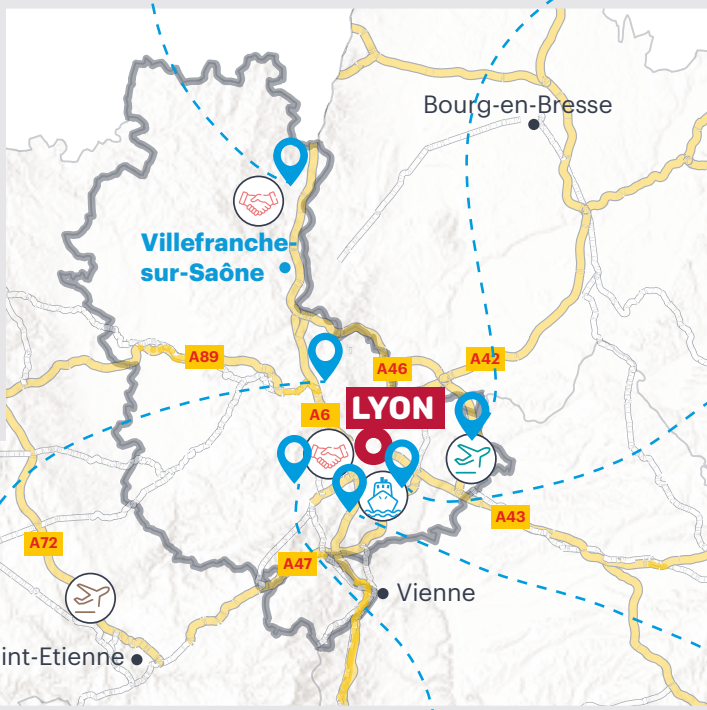 Bourg-en-Bresse
Villefranche-
sur-Saône
A89
A46
A42
A6
LYON
A43
A72
A47
Vienne
int-Etienne